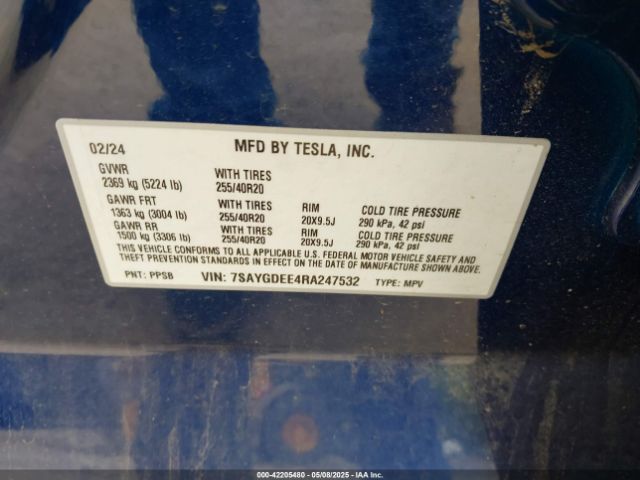 02/24 MFD BY TESLA, INC.
GVWR WITH TIRES
2369 kg (5224 lb) 255/40R20
GAWR FRT WITH TIRES RIM COLD TIRE PRESSURE
1363 kg (3004 lb) 255/40R20 20X9.5J 290 kPa, 42 psi
GAWR RR WITH TIRES RIM COLD TIRE PRESSURE
1500 kg (3306 lb) 255/40R20 20X9.5J 290 kPa, 42 psi
THIS VEHICLE CONFORMS TO ALL APPLICABLE U.S. FEDERAL MOTOR VEHICLE SAFETY AND
THEFT PREVENTION STANDARDS IN EFFECT ON THE DATE OF MANUFACTURE SHOWN ABOVE.
PNT: PPSB VIN: 7SAYGDEE4RA247532 TYPE: MPV
000-42205480 - 05/08/2025 - IAA Inc.